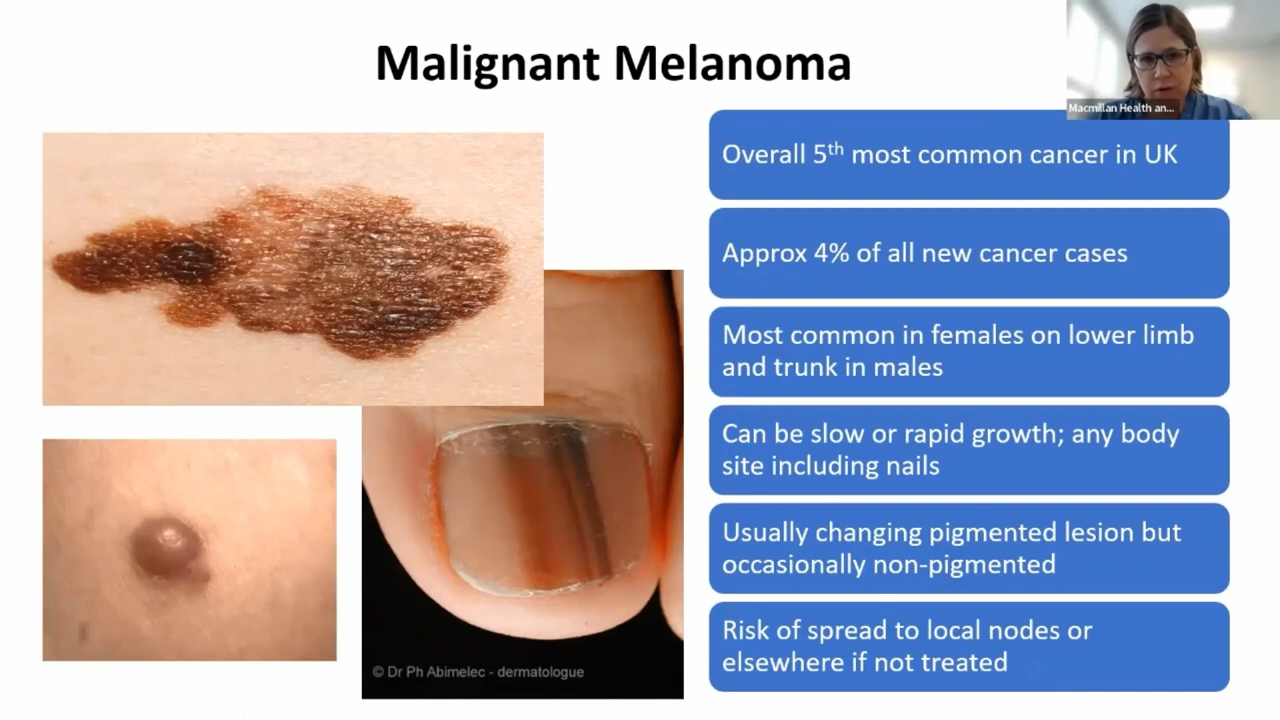 Malignant Melanoma
Macmillan Health an...
Overall 5th most common cancer in UK
Approx 4% of all new cancer cases
Most common in females on lower limb
and trunk in males
Can be slow or rapid growth; any body
site including nails
Usually changing pigmented lesion but
occasionally non-pigmented
Risk of spread to local nodes or
elsewhere if not treated
© Dr Ph Abimelec - dermatologue